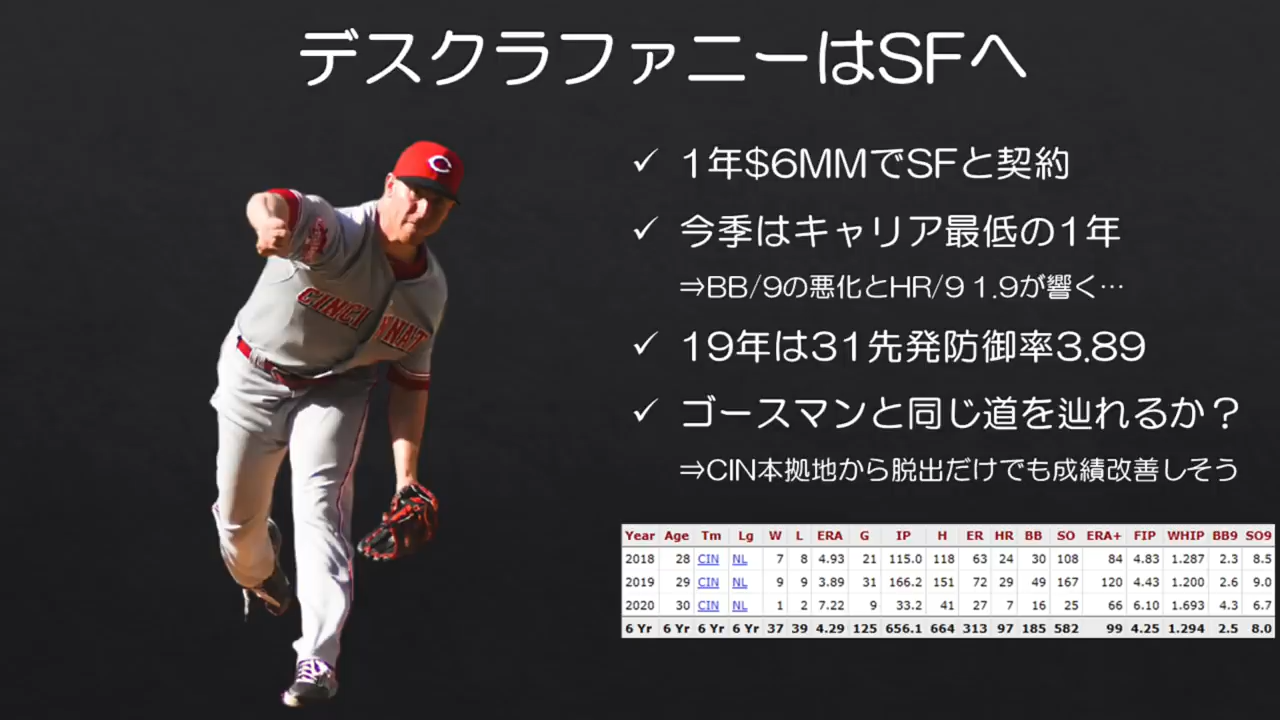 デスクラファニーはSFへ
✓ 1年$6MMでSFと契約
✓ 今季はキャリア最低の1年
⇒BB/9の悪化とHR/9 1.9が響く…
✓ 19年は31先発防御率3.89
✓ ゴースマンと同じ道を辿れるか？
⇒CIN本拠地から脱出だけでも成績改善しそう
CINCINNATI
Year Age Tm Lg W L ERA G IP H ER HR BB SO ERA+ FIP WHIP BB9 SO9
2018 28 CIN NL 7 8 4.93 21 115.0 118 63 24 30 108 84 4.83 1.287 2.3 8.5
2019 29 CIN NL 9 9 3.89 31 166.2 151 72 29 49 167 120 4.43 1.200 2.6 9.0
2020 30 CIN NL 1 2 7.22 9 33.2 41 27 7 16 25 66 6.10 1.693 4.3 6.7
6 Yr 6 Yr 6 Yr 6 Yr 37 39 4.29 125 656.1 664 313 97 185 582 99 4.25 1.294 2.5 8.0